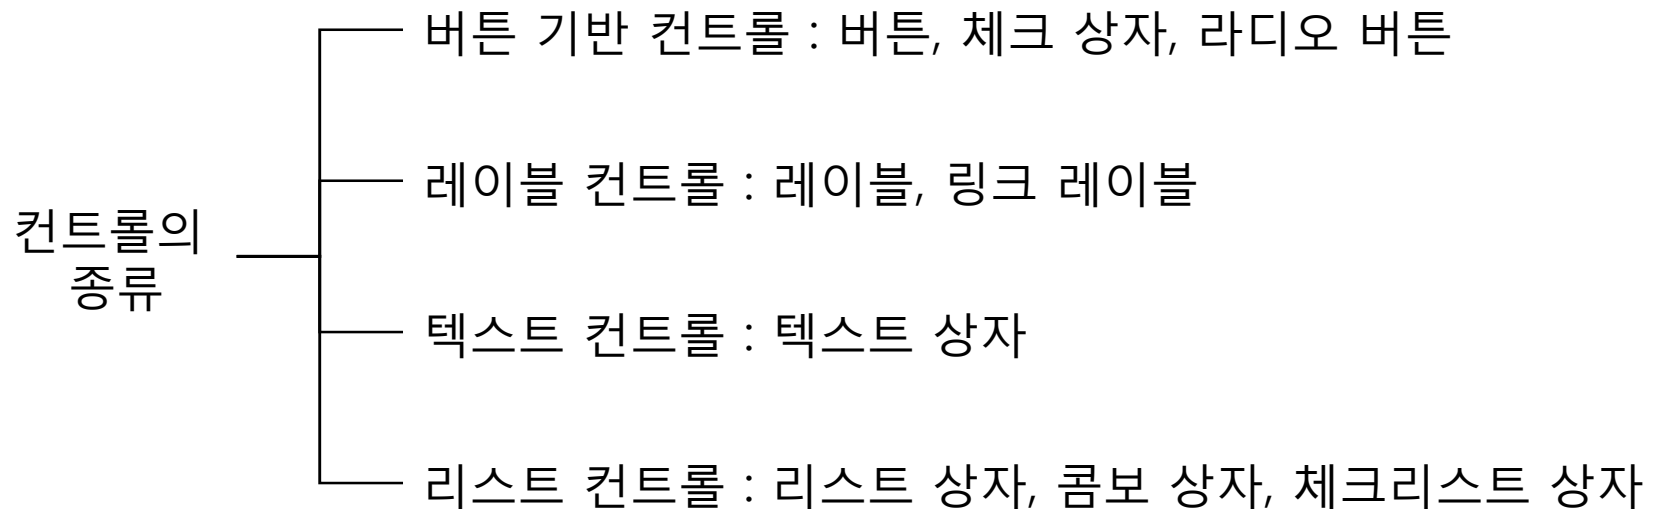 버튼 기반 컨트롤 : 버튼, 체크 상자, 라디오 버튼
레이블 컨트롤 : 레이블, 링크 레이블
컨트롤의
종류
텍스트 컨트롤 : 텍스트 상자
리스트 컨트롤 : 리스트 상자, 콤보 상자, 체크리스트 상자